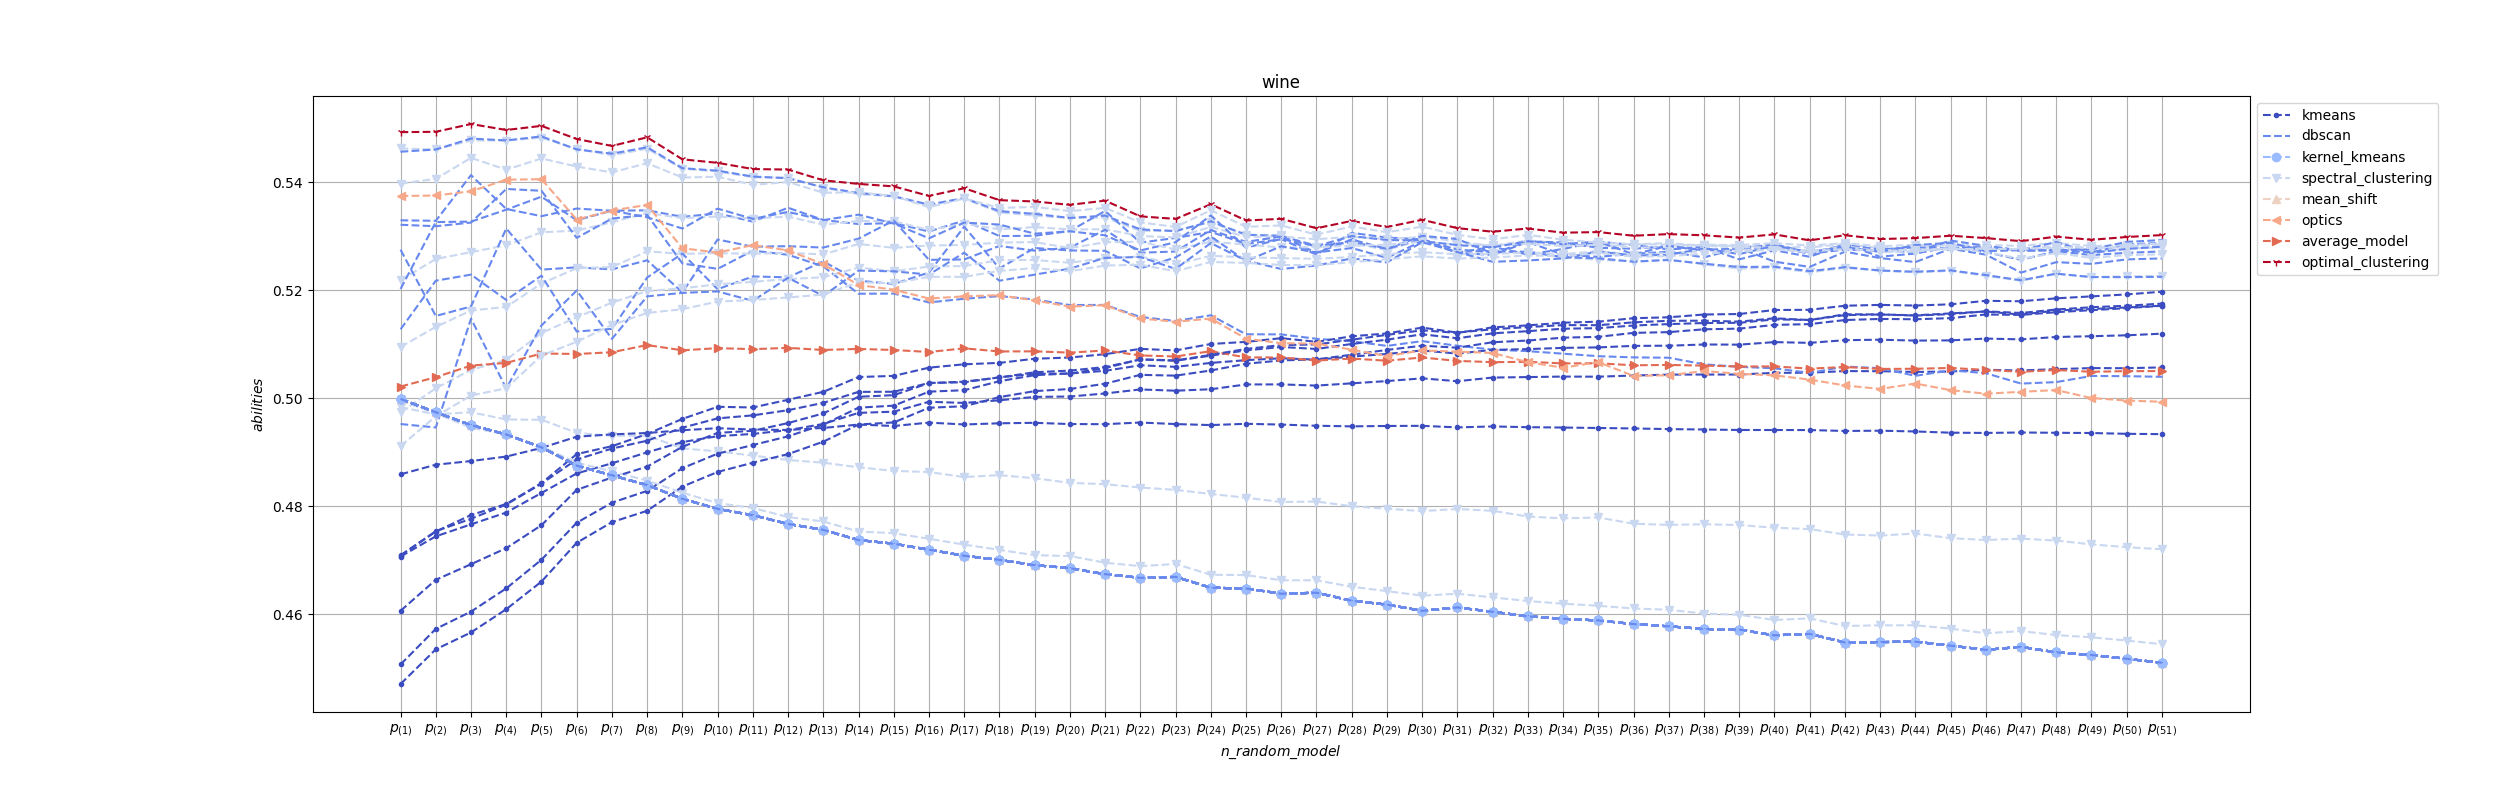 wine
kmeans
dbscan
kernel_kmeans
spectral_clustering
mean_shift
optics
average_model
optimal_clustering
0.54
0.52
0.50
0.48
0.46
abilities
p(1) p(2) p(3) p(4) p(5) p(6) p(7) p(8) p(9) p(10) p(11) p(12) p(13) p(14) p(15) p(16) p(17) p(18) p(19) p(20) p(21) p(22) p(23) p(24) p(25) p(26) p(27) p(28) p(29) p(30) p(31) p(32) p(33) p(34) p(35) p(36) p(37) p(38) p(39) p(40) p(41) p(42) p(43) p(44) p(45) p(46) p(47) p(48) p(49) p(50) p(51)
n_random_model